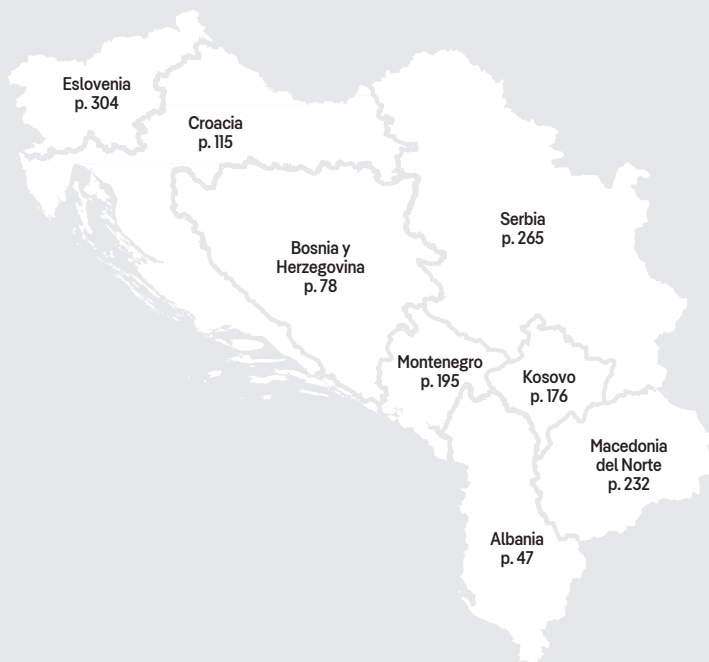 Eslovenia
p. 304
Croacia
p. 115
Serbia
p. 265
Bosnia y
Herzegovina
p. 78
Montenegro
p. 195
Kosovo
p. 176
Macedonia
del Norte
p. 232
Albania
p. 47